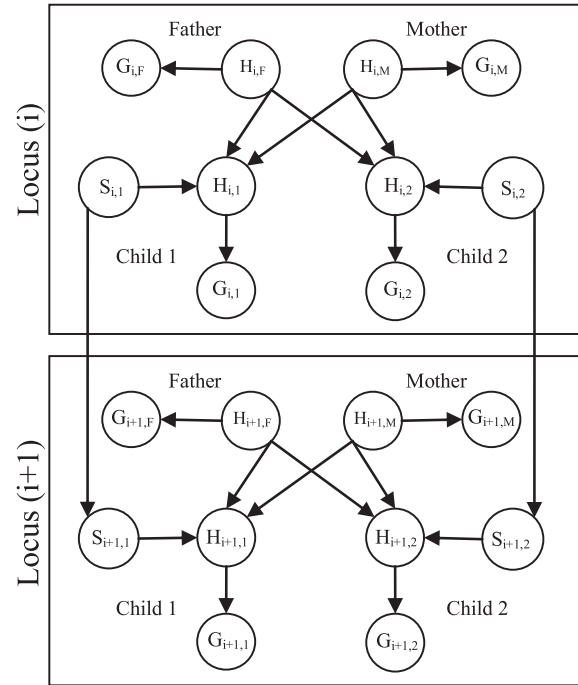 Locus (i)
Father Mother
G_{i,F} H_{i,F} H_{i,M} G_{i,M}
S_{i,1} H_{i,1} H_{i,2} S_{i,2}
Child 1 Child 2
G_{i,1} G_{i,2}
Locus (i+1)
Father Mother
G_{i+1,F} H_{i+1,F} H_{i+1,M} G_{i+1,M}
S_{i+1,1} H_{i+1,1} H_{i+1,2} S_{i+1,2}
Child 1 Child 2
G_{i+1,1} G_{i+1,2}